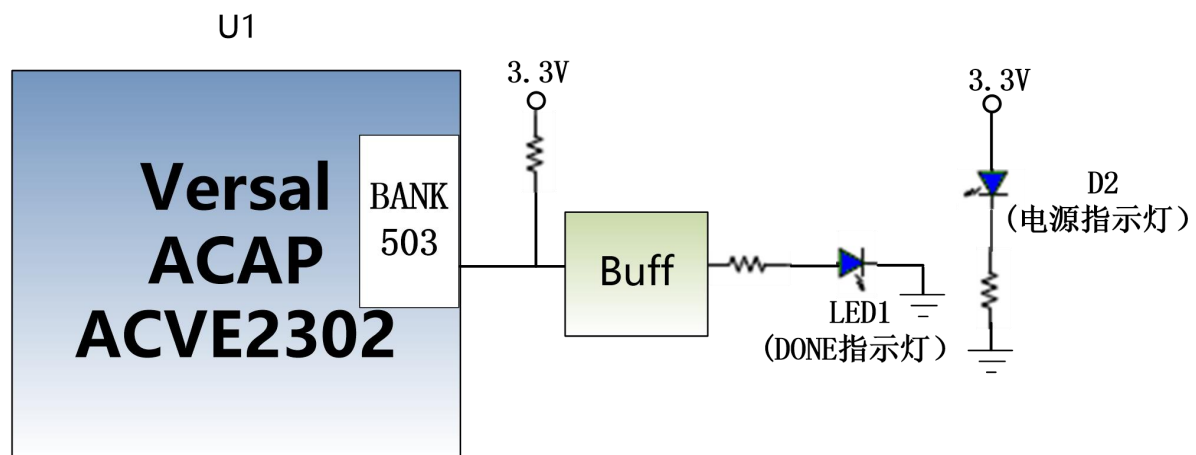 U1
Versal
ACAP
ACVE2302
BANK
503
3.3V
Buff
LED1
(DONE指示灯）
3.3V
D2
（电源指示灯）